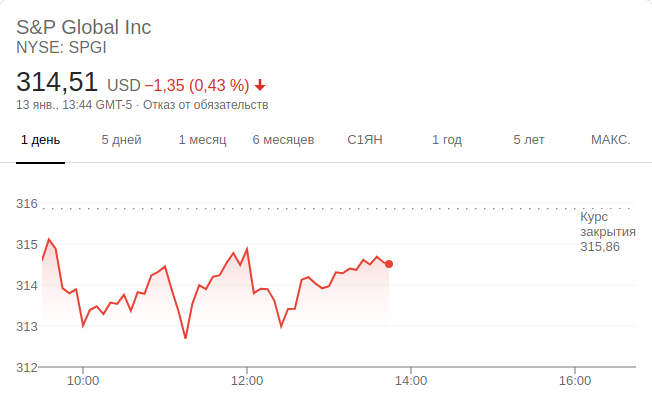 S&P Global Inc
NYSE: SPGI
314,51 USD −1,35 (0,43 %)
13 янв., 13:44 GMT-5 · Отказ от обязательств
1 день 5 дней 1 месяц 6 месяцев С1ЯН 1 год 5 лет МАКС.
316
Курс
закрытия
315,86
315
314
313
312
10:00 12:00 14:00 16:00